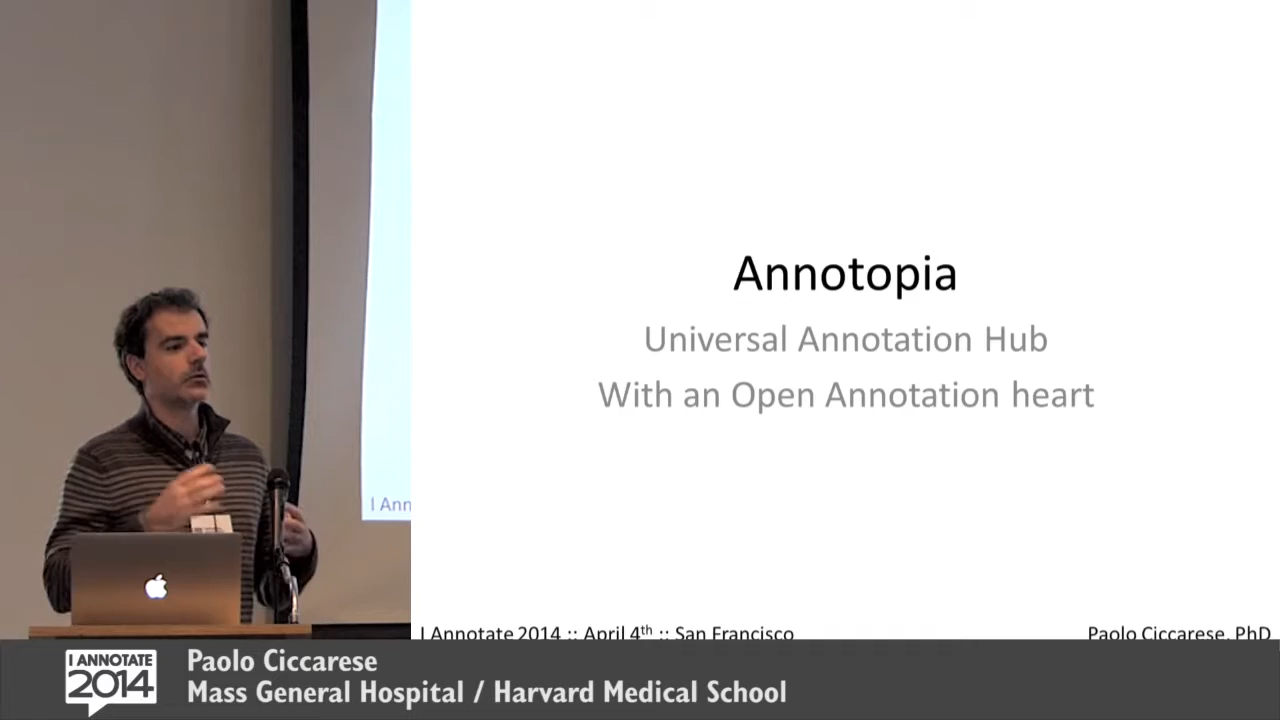 Annotopia
Universal Annotation Hub
With an Open Annotation heart
I Ann
I Annotate 2014 :: April 4th :: San Francisco
Paolo Ciccarese, PhD
I ANNOTATE
2014
Paolo Ciccarese
Mass General Hospital / Harvard Medical School